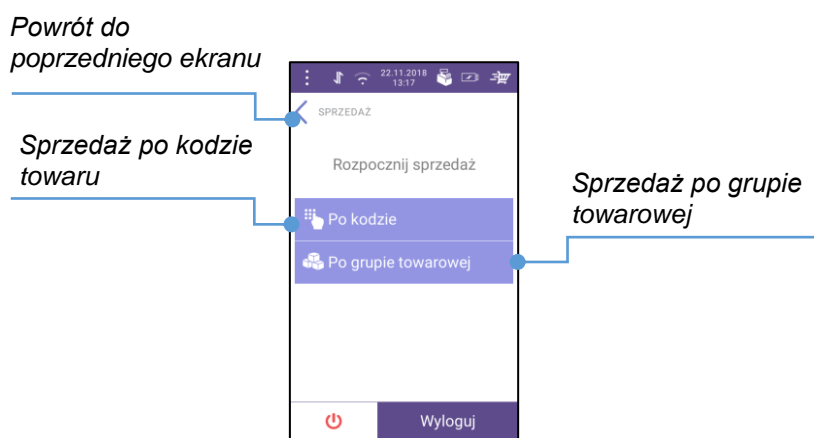 Powrót do
poprzedniego ekranu
22.11.2018
13:17
SPRZEDAŻ
Sprzedaż po kodzie
towaru
Rozpocznij sprzedaż
Sprzedaż po grupie
towarowej
Po kodzie
Po grupie towarowej
Wyloguj